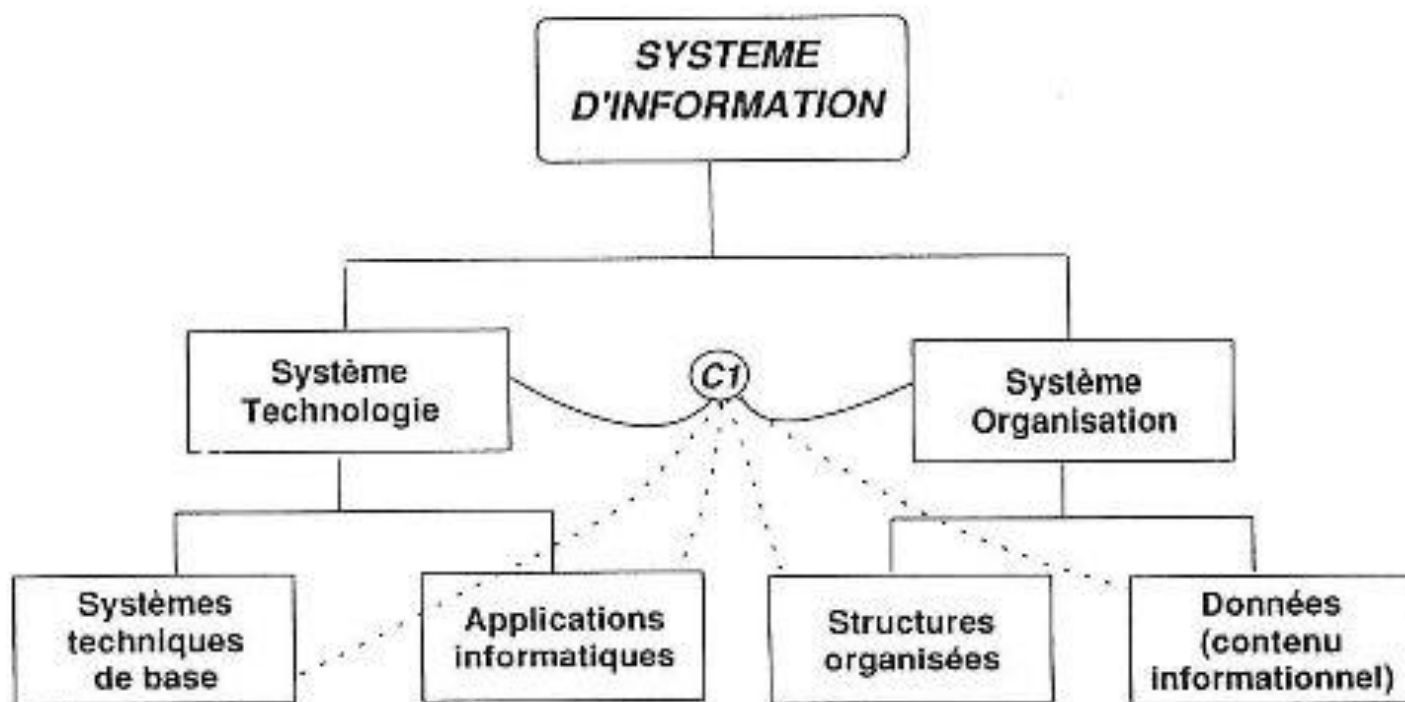 SYSTEME
D'INFORMATION
Système
Technologie
C1
Système
Organisation
Systèmes
techniques
de base
Applications
informatiques
Structures
organisées
Données
(contenu
informationnel)